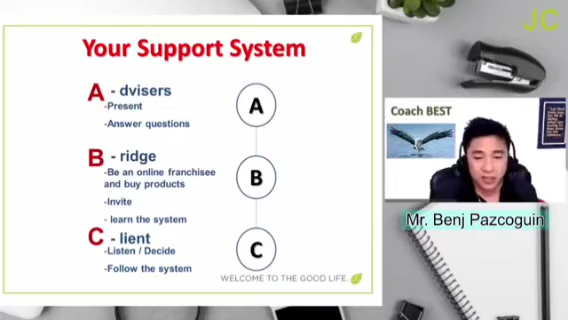 JC
Your Support System
A - dvisers
-Present
-Answer questions
A
B - ridge
-Be an online franchisee
and buy products
-Invite
- learn the system
B
C - lient
-Listen / Decide
-Follow the system
C
WELCOME TO THE GOOD LIFE.
Coach BEST
Mr. Benj Pazcoguin